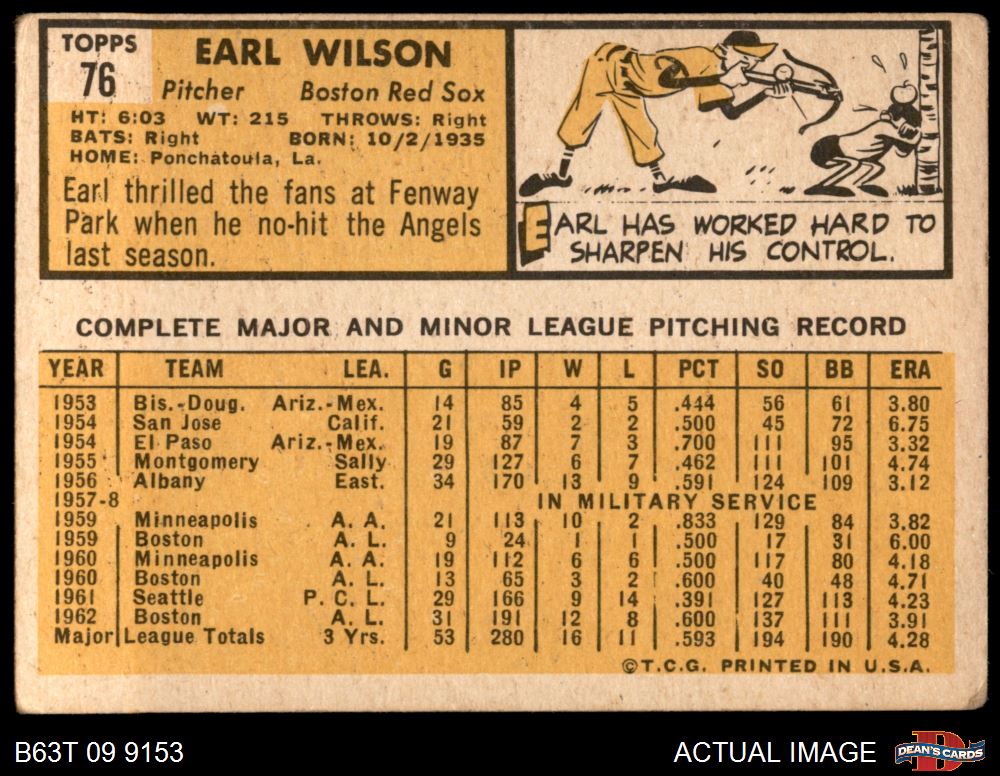 TOPPS
76
EARL WILSON
Pitcher Boston Red Sox
HT: 6:03 WT: 215 THROWS: Right
BATS: Right BORN: 10/2/1935
HOME: Ponchatoula, La.
Earl thrilled the fans at Fenway
Park when he no-hit the Angels
last season.
EARL HAS WORKED HARD TO
SHARPEN HIS CONTROL.
COMPLETE MAJOR AND MINOR LEAGUE PITCHING RECORD
YEAR TEAM LEA. G IP W L PCT SO BB ERA
1953 Bis.-Doug. Ariz.-Mex. 14 85 4 5 .444 56 61 3.80
1954 San Jose Calif. 21 59 2 2 .500 45 72 6.75
1954 El Paso Ariz.-Mex. 19 87 7 3 .700 111 95 3.32
1955 Montgomery Sally 29 127 6 7 .462 111 101 4.74
1956 Albany East. 34 170 13 9 .591 124 109 3.12
1957-8 IN MILITARY SERVICE
1959 Minneapolis A. A. 21 113 10 2 .833 129 84 3.82
1959 Boston A. L. 9 24 1 1 .500 17 31 6.00
1960 Minneapolis A. A. 19 112 6 6 .500 117 80 4.18
1960 Boston A. L. 13 65 3 2 .600 40 48 4.71
1961 Seattle P. C. L. 29 166 9 14 .391 127 113 4.23
1962 Boston A. L. 31 191 12 8 .600 137 111 3.91
Major League Totals 3 Yrs. 53 280 16 11 .593 194 190 4.28
©T.C.G. PRINTED IN U.S.A.
B63T 09 9153
ACTUAL IMAGE
DEAN'S CARDS